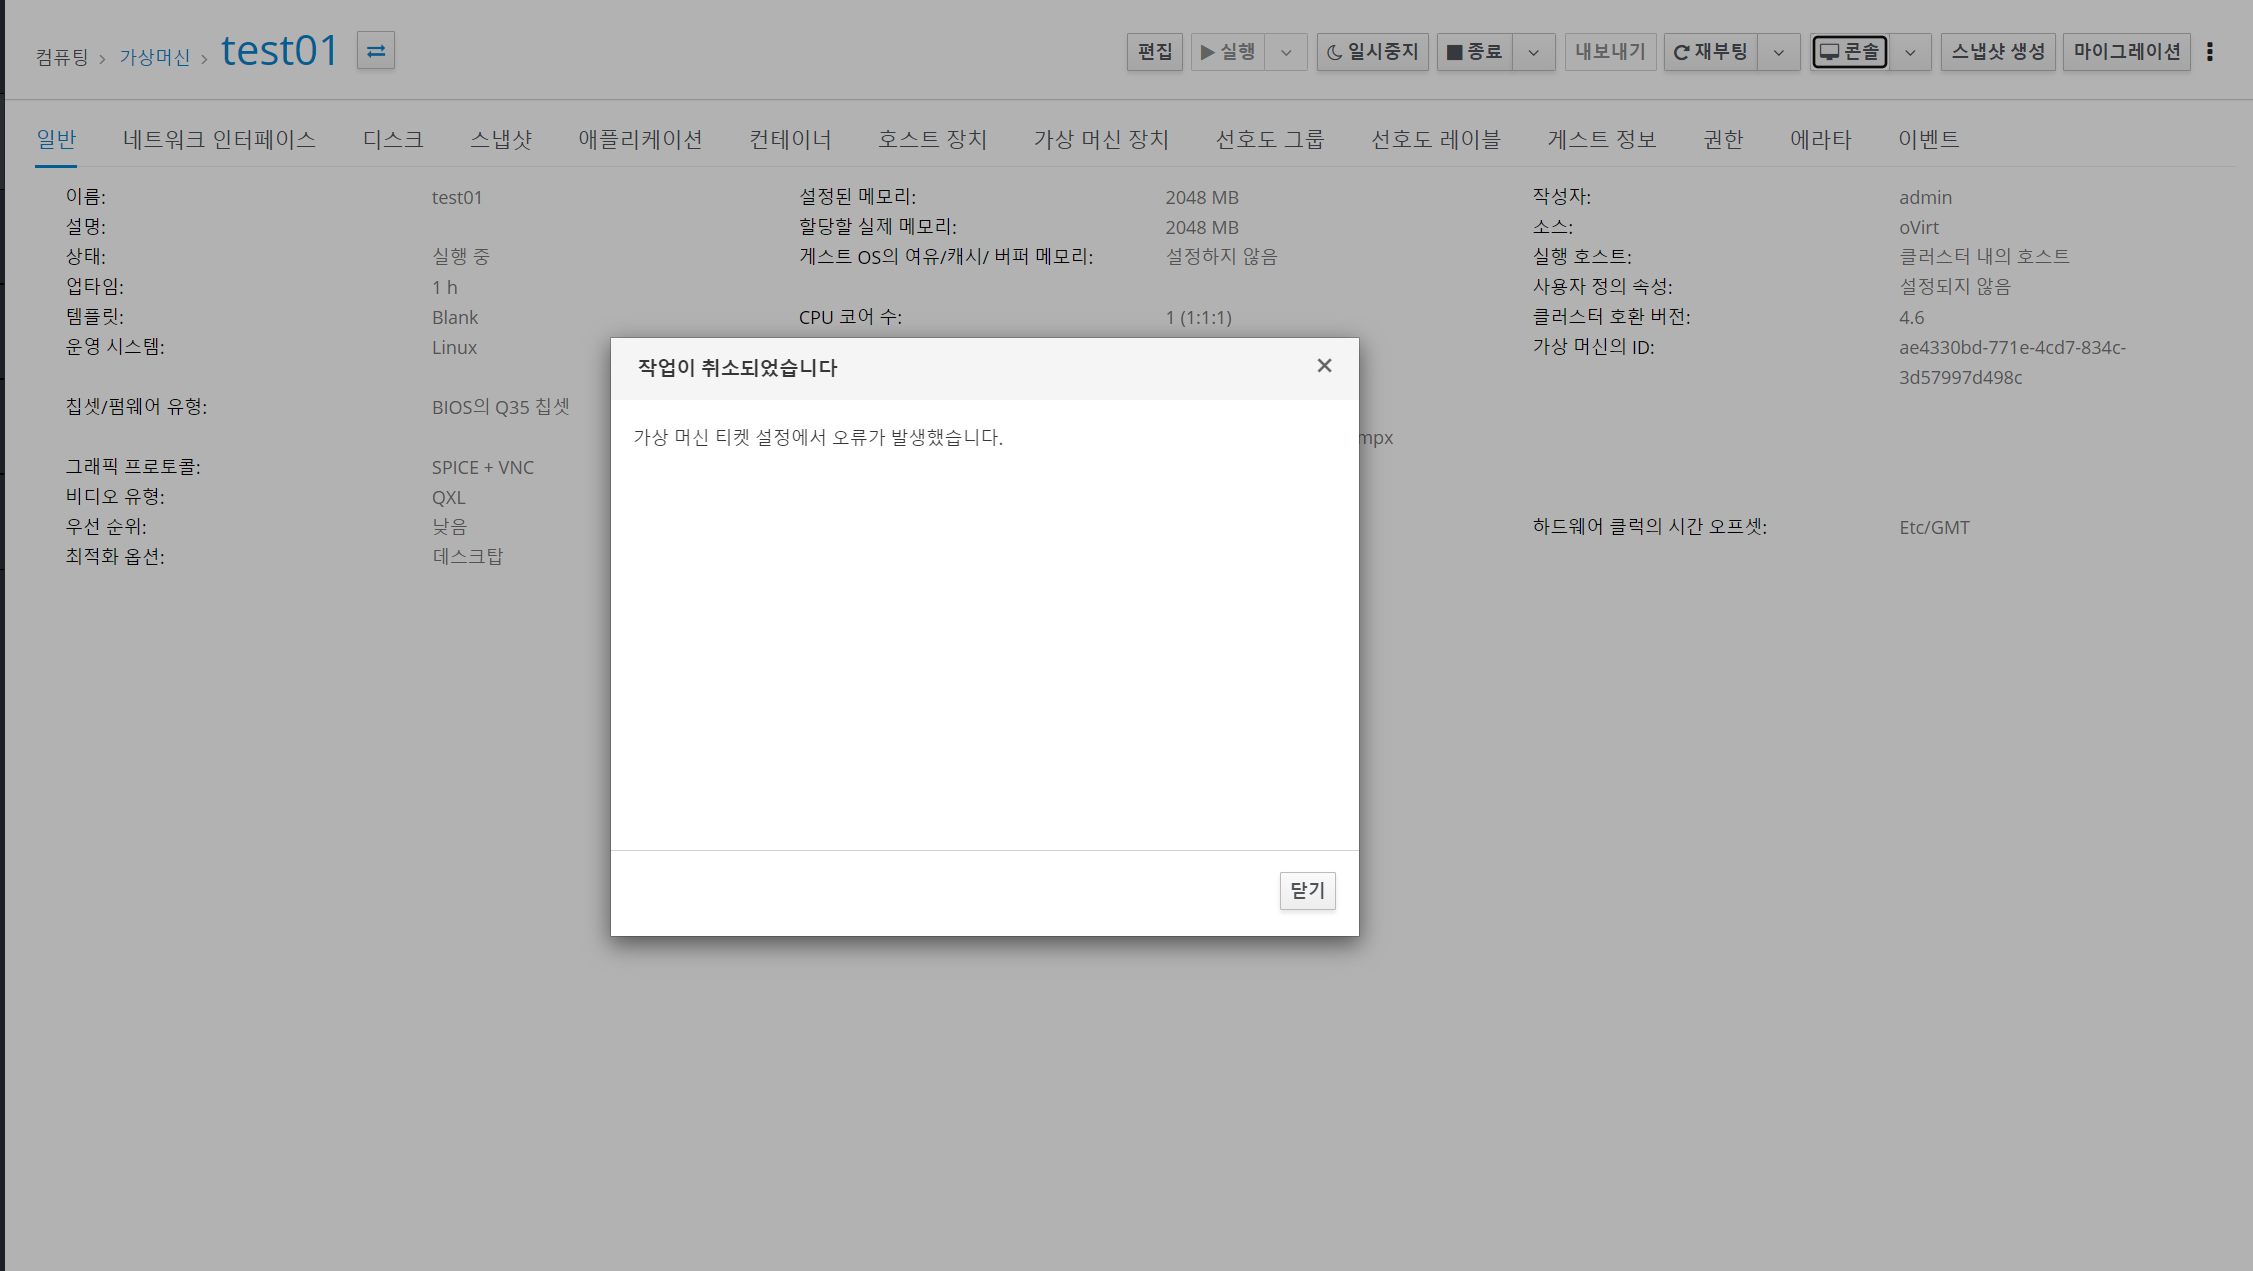 컴퓨팅 › 가상머신 › test01
편집 실행 일시중지 종료 내보내기 재부팅 콘솔 스냅샷 생성 마이그레이션
일반 네트워크 인터페이스 디스크 스냅샷 애플리케이션 컨테이너 호스트 장치 가상 머신 장치 선호도 그룹 선호도 레이블 게스트 정보 권한 에라타 이벤트
이름: test01
설명:
상태: 실행 중
업타임: 1 h
템플릿: Blank
운영 시스템: Linux
칩셋/펌웨어 유형: BIOS의 Q35 칩셋
그래픽 프로토콜: SPICE + VNC
비디오 유형: QXL
우선 순위: 낮음
최적화 옵션: 데스크탑
설정된 메모리: 2048 MB
할당할 실제 메모리: 2048 MB
게스트 OS의 여유/캐시/ 버퍼 메모리: 설정하지 않음
CPU 코어 수: 1 (1:1:1)
mpx
작성자: admin
소스: oVirt
실행 호스트: 클러스터 내의 호스트
사용자 정의 속성: 설정되지 않음
클러스터 호환 버전: 4.6
가상 머신의 ID: ae4330bd-771e-4cd7-834c-
3d57997d498c
하드웨어 클럭의 시간 오프셋: Etc/GMT
작업이 취소되었습니다
가상 머신 티켓 설정에서 오류가 발생했습니다.
닫기